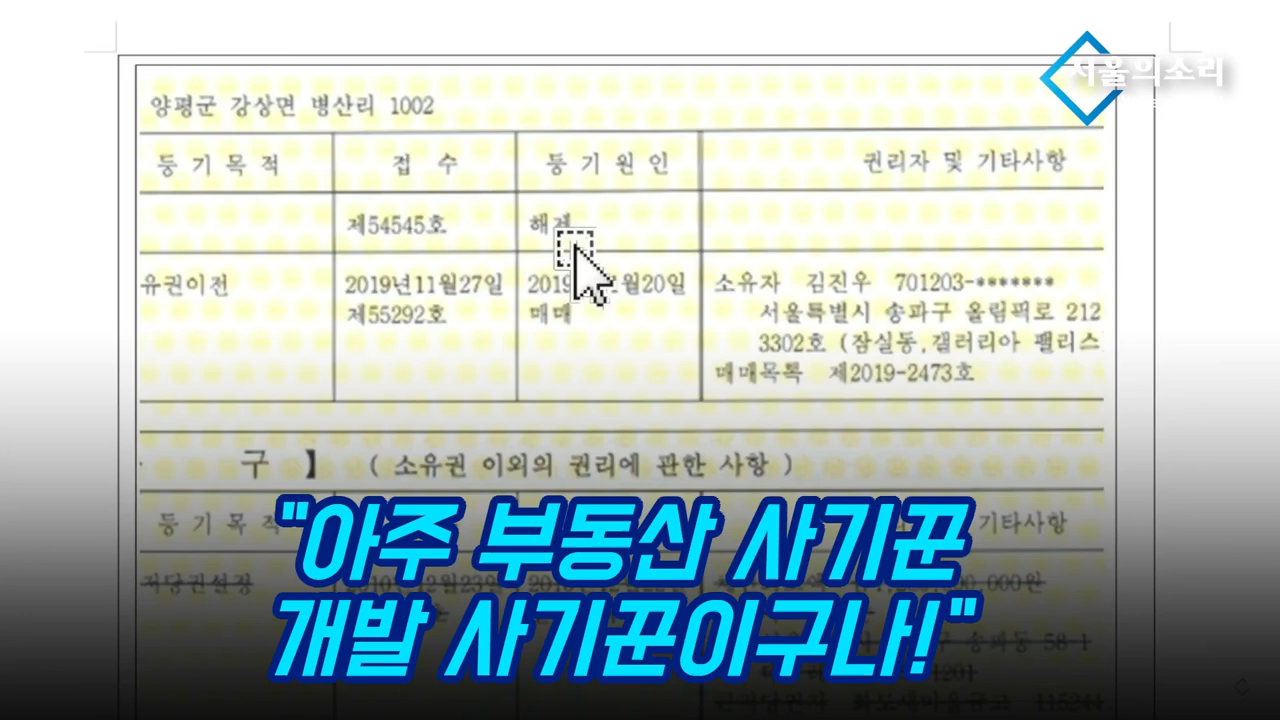 서울의소리
양평군 강상면 병산리 1002
등 기 목 적 접 수 등 기 원 인 권리자 및 기타사항
제54545호 해제
유권이전 2019년11월27일 소유자 김진우 701203-*******
제55292호 매매 서울특별시 송파구 올림픽로 212
3302호 (잠실동,갤러리아 팰리스
매매목록 제2019-2473호
구 】 ( 소유권 이외의 권리에 관한 사항 )
등 기 목 적 기타사항
"아주 부동산 사기꾼
개발 사기꾼이구나!"